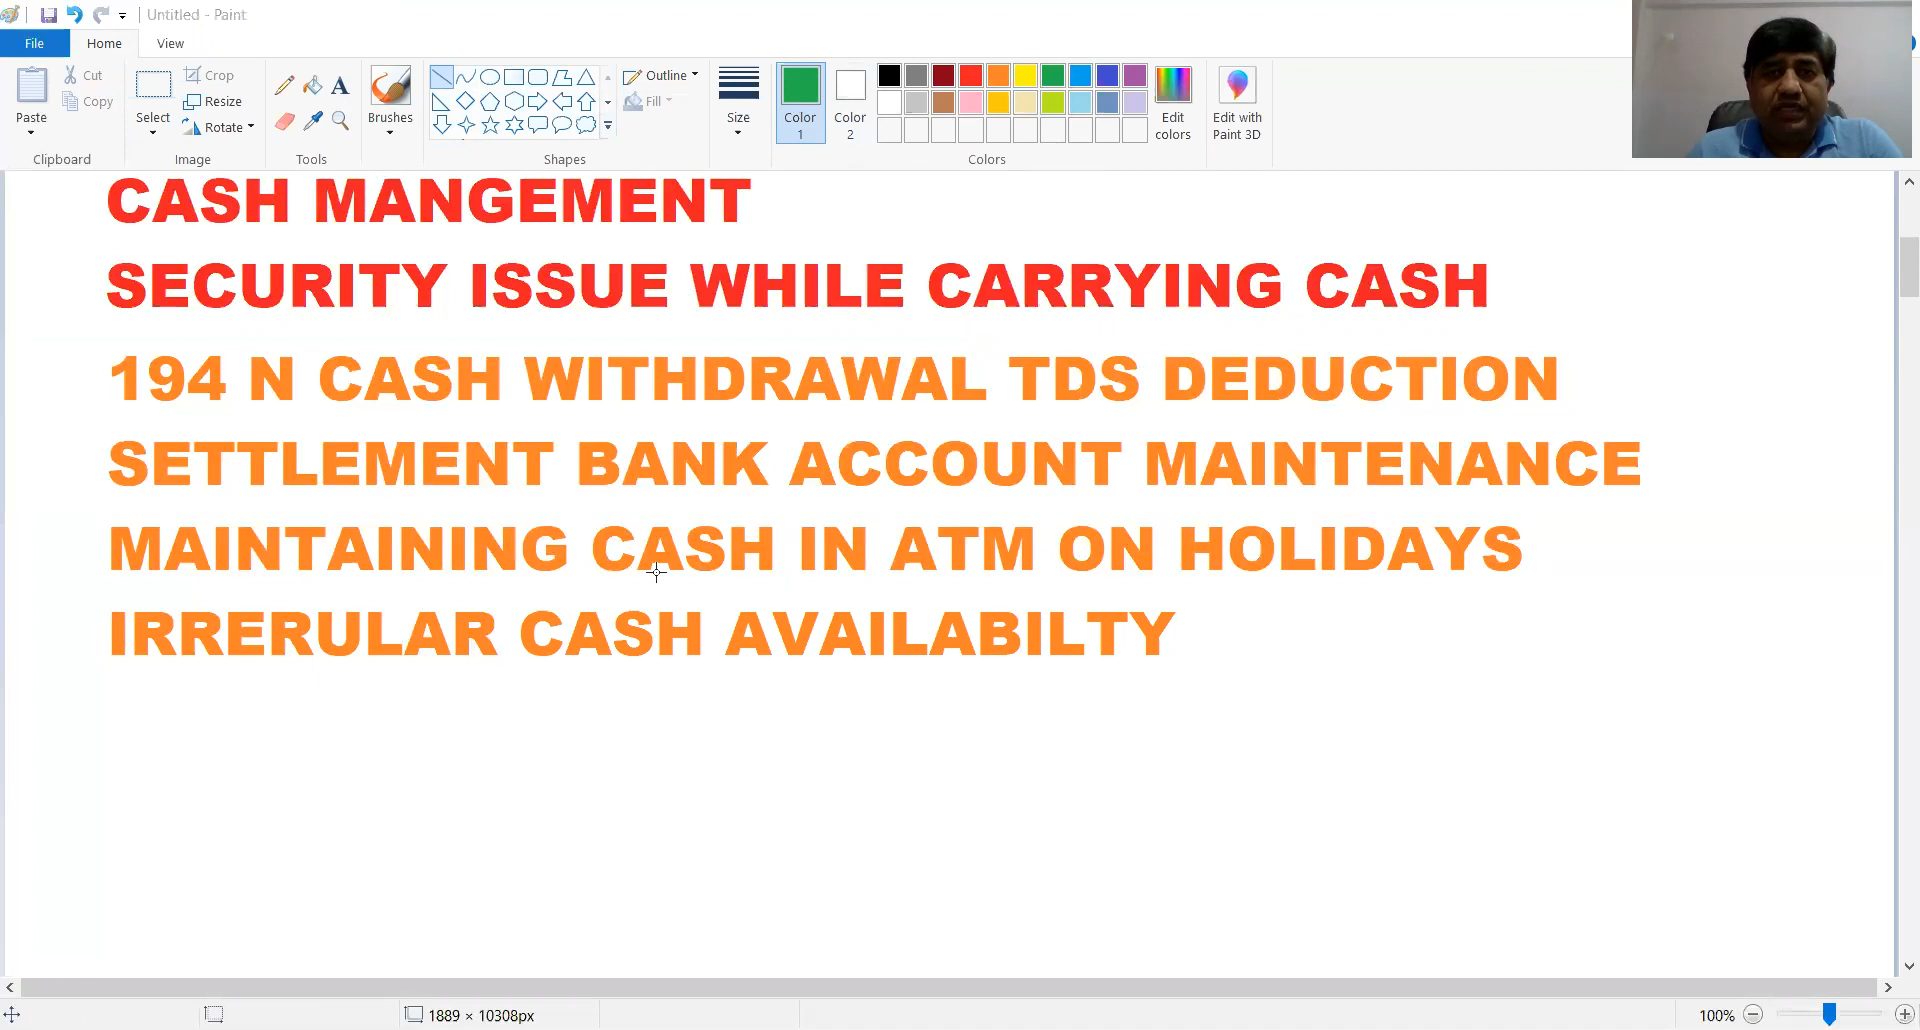 Untitled - Paint
File Home View
Paste
Cut
Copy
Clipboard
Select
Crop
Resize
Rotate
Image
Tools
Brushes
Shapes
Outline
Fill
Size
Color 1
Color 2
Colors
Edit colors
Edit with Paint 3D
CASH MANGEMENT
SECURITY ISSUE WHILE CARRYING CASH
194 N CASH WITHDRAWAL TDS DEDUCTION
SETTLEMENT BANK ACCOUNT MAINTENANCE
MAINTAINING CASH IN ATM ON HOLIDAYS
IRRERULAR CASH AVAILABILTY
1889 × 10308px
100%